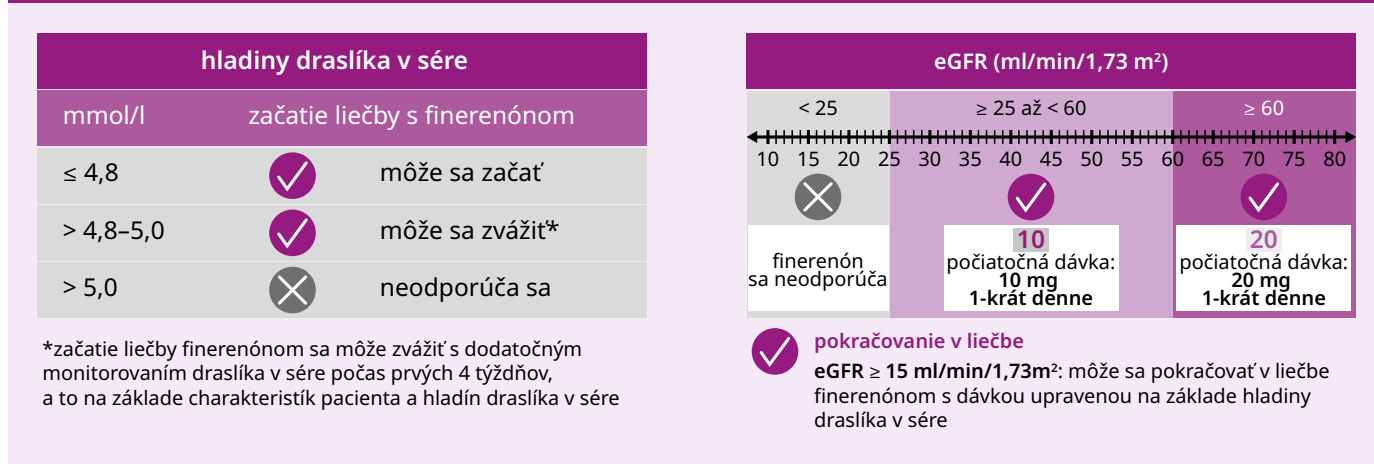 hladiny draslíka v sére
mmol/l začatie liečby s finerenónom
≤ 4,8 môže sa začať
> 4,8–5,0 môže sa zvážiť*
> 5,0 neodporúča sa
*začatie liečby finerenónom sa môže zvážiť s dodatočným
monitorovaním draslíka v sére počas prvých 4 týždňov,
a to na základe charakteristík pacienta a hladín draslíka v sére
eGFR (ml/min/1,73 m²)
< 25 ≥ 25 až < 60 ≥ 60
10 15 20 25 30 35 40 45 50 55 60 65 70 75 80
finerenón
sa neodporúča
10
počiatočná dávka:
10 mg
1-krát denne
20
počiatočná dávka:
20 mg
1-krát denne
pokračovanie v liečbe
eGFR ≥ 15 ml/min/1,73m²: môže sa pokračovať v liečbe
finerenónom s dávkou upravenou na základe hladiny
draslíka v sére